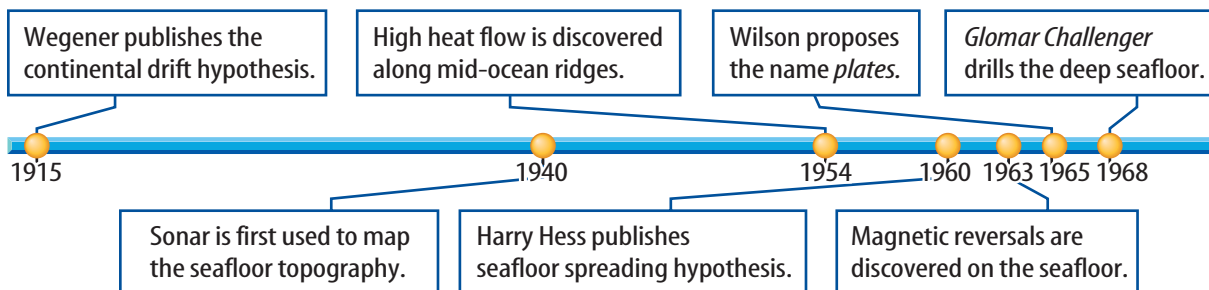 Wegener publishes the
continental drift hypothesis.
High heat flow is discovered
along mid-ocean ridges.
Wilson proposes
the name plates.
Glomar Challenger
drills the deep seafloor.
1915
1940
1954
1960
1963
1965
1968
Sonar is first used to map
the seafloor topography.
Harry Hess publishes
seafloor spreading hypothesis.
Magnetic reversals are
discovered on the seafloor.